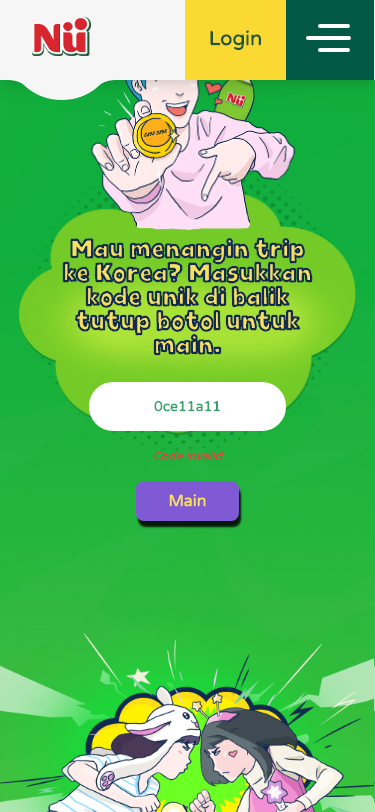 Nü
Login
Nü
Mau menangin trip
ke Korea? Masukkan
kode unik di balik
tutup botol untuk
main.
0ce11a11
Code invalid
Main